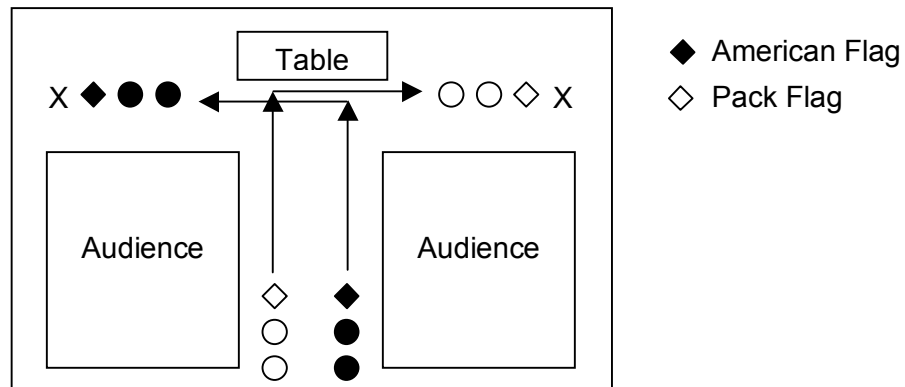 Table
American Flag
X
X
Pack Flag
Audience
Audience